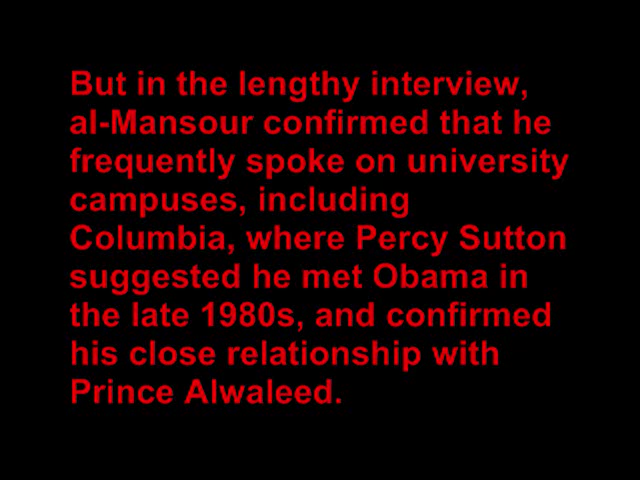 But in the lengthy interview,
al-Mansour confirmed that he
frequently spoke on university
campuses, including
Columbia, where Percy Sutton
suggested he met Obama in
the late 1980s, and confirmed
his close relationship with
Prince Alwaleed.